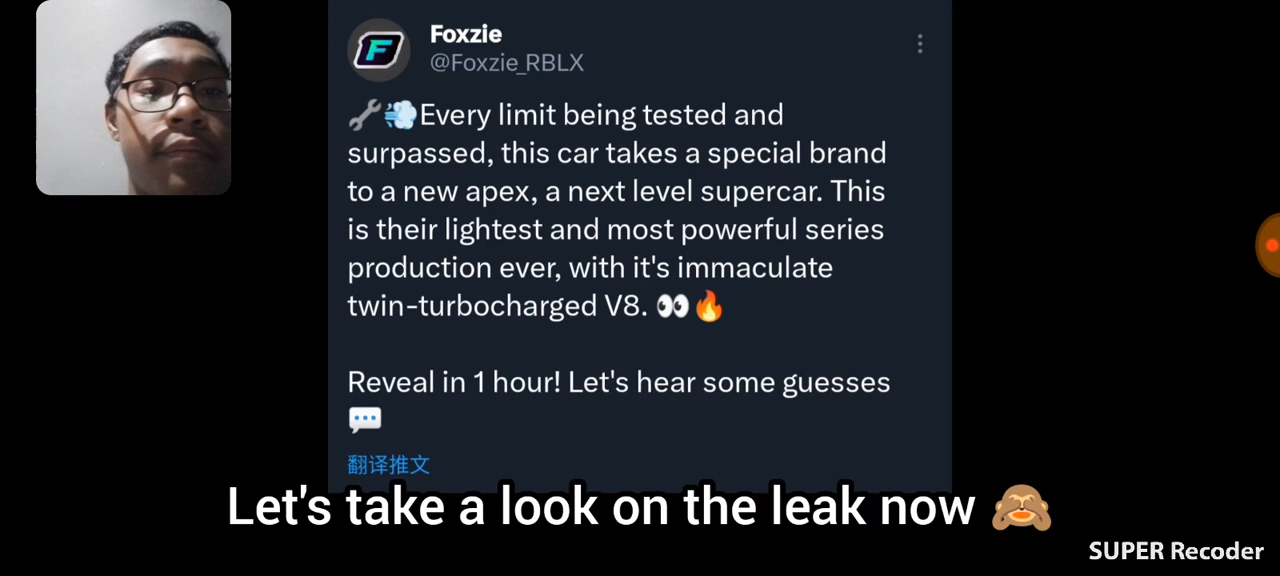 Foxzie
@Foxzie_RBLX
🔧💨Every limit being tested and
surpassed, this car takes a special brand
to a new apex, a next level supercar. This
is their lightest and most powerful series
production ever, with it's immaculate
twin-turbocharged V8. 👀🔥
Reveal in 1 hour! Let's hear some guesses
💬
翻译推文
Let's take a look on the leak now 🙈
SUPER Recoder